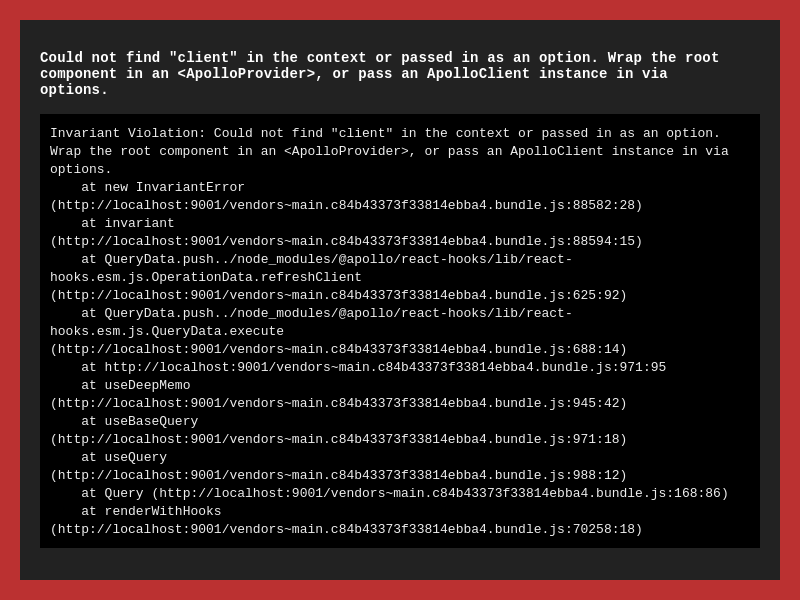 Could not find "client" in the context or passed in as an option. Wrap the root
component in an <ApolloProvider>, or pass an ApolloClient instance in via
options.
Invariant Violation: Could not find "client" in the context or passed in as an option.
Wrap the root component in an <ApolloProvider>, or pass an ApolloClient instance in via
options.
    at new InvariantError
(http://localhost:9001/vendors~main.c84b43373f33814ebba4.bundle.js:88582:28)
    at invariant
(http://localhost:9001/vendors~main.c84b43373f33814ebba4.bundle.js:88594:15)
    at QueryData.push../node_modules/@apollo/react-hooks/lib/react-
hooks.esm.js.OperationData.refreshClient
(http://localhost:9001/vendors~main.c84b43373f33814ebba4.bundle.js:625:92)
    at QueryData.push../node_modules/@apollo/react-hooks/lib/react-
hooks.esm.js.QueryData.execute
(http://localhost:9001/vendors~main.c84b43373f33814ebba4.bundle.js:688:14)
    at http://localhost:9001/vendors~main.c84b43373f33814ebba4.bundle.js:971:95
    at useDeepMemo
(http://localhost:9001/vendors~main.c84b43373f33814ebba4.bundle.js:945:42)
    at useBaseQuery
(http://localhost:9001/vendors~main.c84b43373f33814ebba4.bundle.js:971:18)
    at useQuery
(http://localhost:9001/vendors~main.c84b43373f33814ebba4.bundle.js:988:12)
    at Query (http://localhost:9001/vendors~main.c84b43373f33814ebba4.bundle.js:168:86)
    at renderWithHooks
(http://localhost:9001/vendors~main.c84b43373f33814ebba4.bundle.js:70258:18)